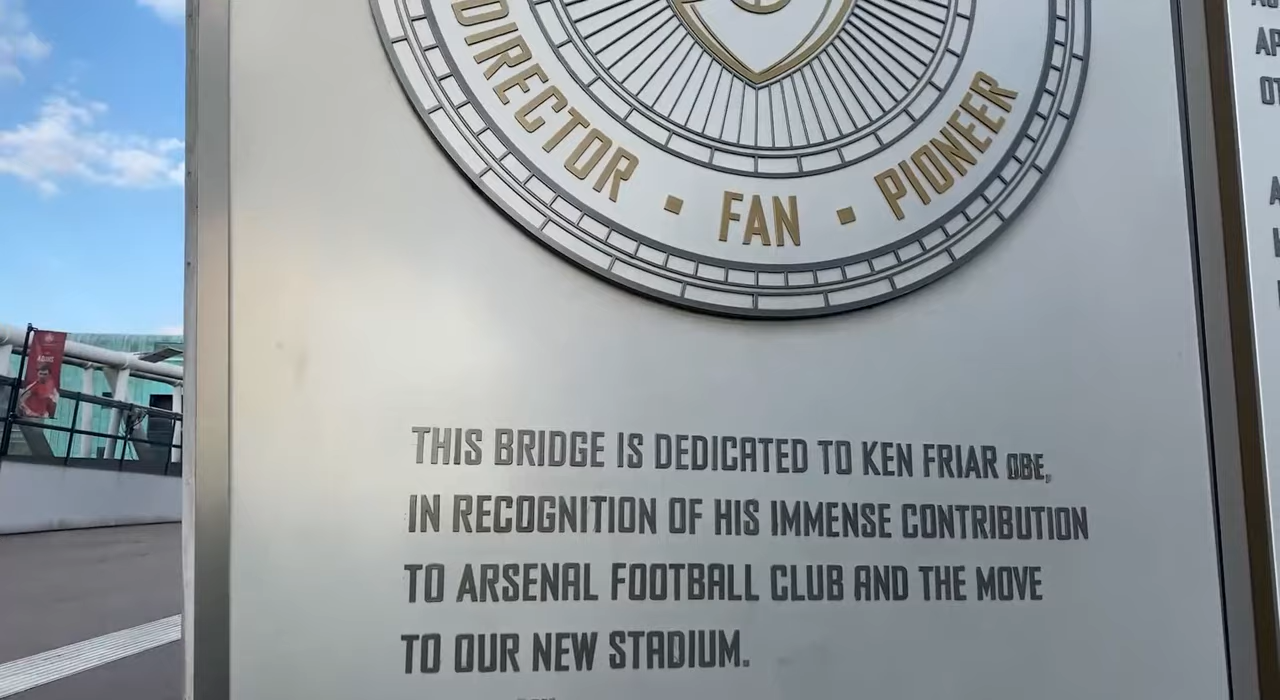 DIRECTOR ▪ FAN ▪ PIONEER
THIS BRIDGE IS DEDICATED TO KEN FRIAR OBE,
IN RECOGNITION OF HIS IMMENSE CONTRIBUTION
TO ARSENAL FOOTBALL CLUB AND THE MOVE
TO OUR NEW STADIUM.